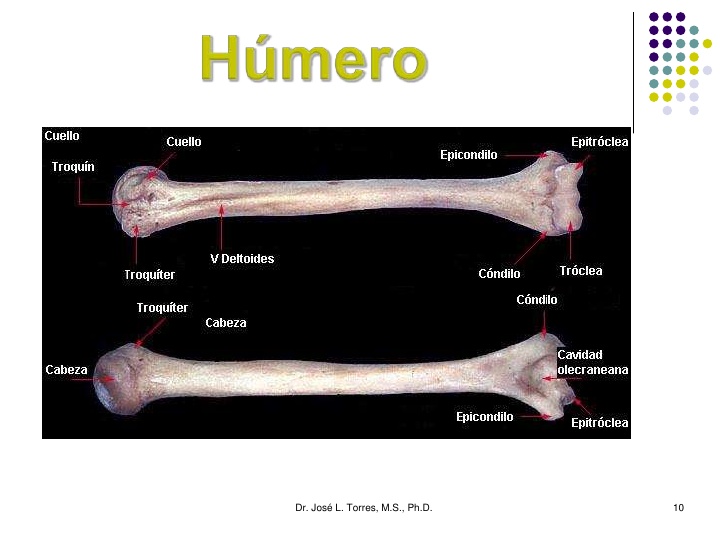 Húmero
Cuello
Cuello
Epitróclea
Epicondilo
Troquín
V Deltoides
Troquíter
Cóndilo
Tróclea
Cóndilo
Troquíter
Cabeza
Cabeza
Cavidad
olecraneana
Epicondilo
Epitróclea
Dr. José L. Torres, M.S., Ph.D.
10